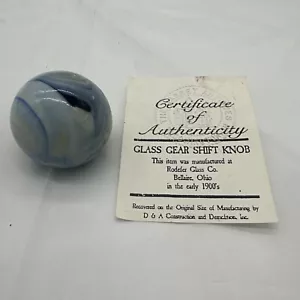 Certificate
of
Authenticity
GLASS GEAR SHIFT KNOB
This item was manufactured at
Rodefer Glass Co.
Bellaire, Ohio
in the early 1900's
Recovered on the Original Site of Manufacturing by
D & A Construction and Demolition, Inc.